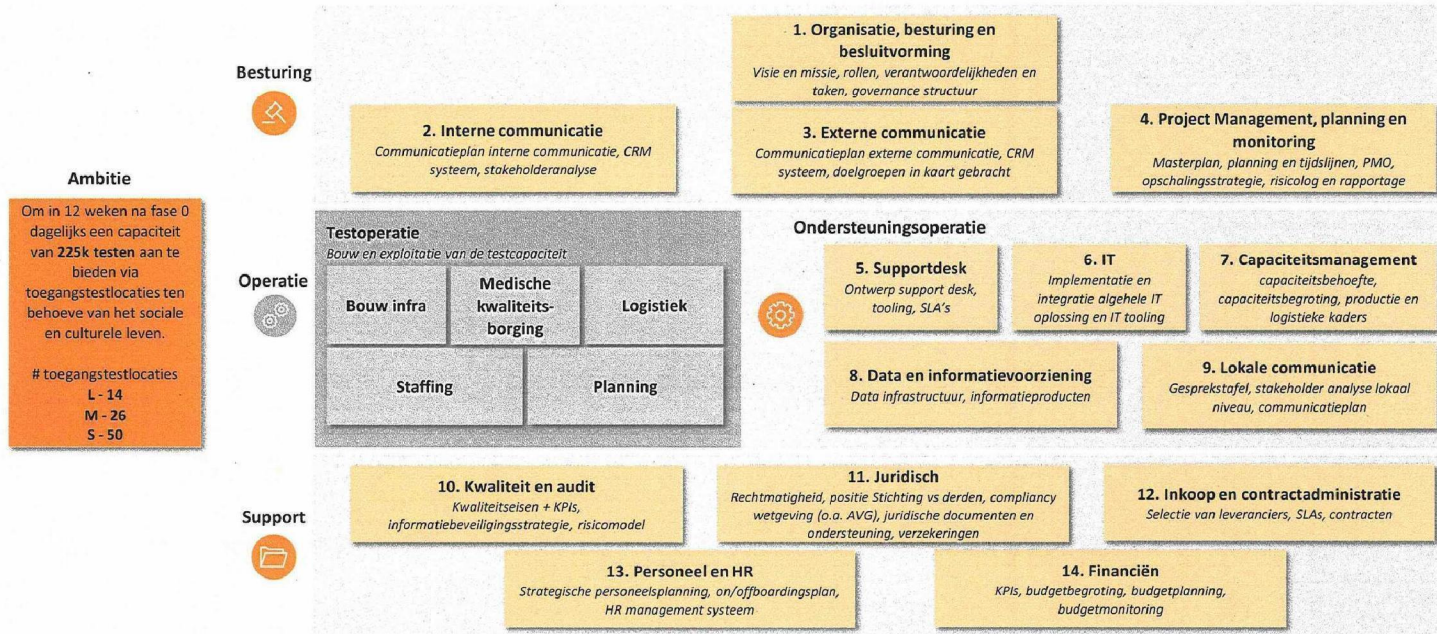 Besturing
1. Organisatie, besturing en
besluitvorming
Visie en missie, rollen, verantwoordelijkheden en
taken, governance structuur
2. Interne communicatie
Communicatieplan interne communicatie, CRM
systeem, stakeholderanalyse
3. Externe communicatie
Communicatieplan externe communicatie, CRM
systeem, doelgroepen in kaart gebracht
4. Project Management, planning en
monitoring
Masterplan, planning en tijdslijnen, PMO,
opschalingsstrategie, risicolog en rapportage
Ambitie
Om in 12 weken na fase 0
dagelijks een capaciteit
van 225k testen aan te
bieden via
toegangstestlocaties ten
behoeve van het sociale
en culturele leven.
# toegangstestlocaties
L - 14
M - 26
S - 50
Operatie
Testoperatie
Bouw en exploitatie van de testcapaciteit
Bouw infra
Medische
kwaliteits-
borging
Logistiek
Staffing
Planning
Ondersteuningsoperatie
5. Supportdesk
Ontwerp support desk,
tooling, SLA's
6. IT
Implementatie en
integratie algehele IT
oplossing en IT tooling
7. Capaciteitsmanagement
capaciteitsbehoefte,
capaciteitsbegroting, productie en
logistieke kaders
8. Data en informatievoorziening
Data infrastructuur, informatieproducten
9. Lokale communicatie
Gesprekstafel, stakeholder analyse lokaal
niveau, communicatieplan
Support
10. Kwaliteit en audit
Kwaliteitseisen + KPIs,
informatiebeveiligingsstrategie, risicomodel
11. Juridisch
Rechtmatigheid, positie Stichting vs derden, compliancy
wetgeving (o.a. AVG), juridische documenten en
ondersteuning, verzekeringen
12. Inkoop en contractadministratie
Selectie van leveranciers, SLAs, contracten
13. Personeel en HR
Strategische personeelsplanning, on/offboardingsplan,
HR management systeem
14. Financiën
KPIs, budgetbegroting, budgetplanning,
budgetmonitoring